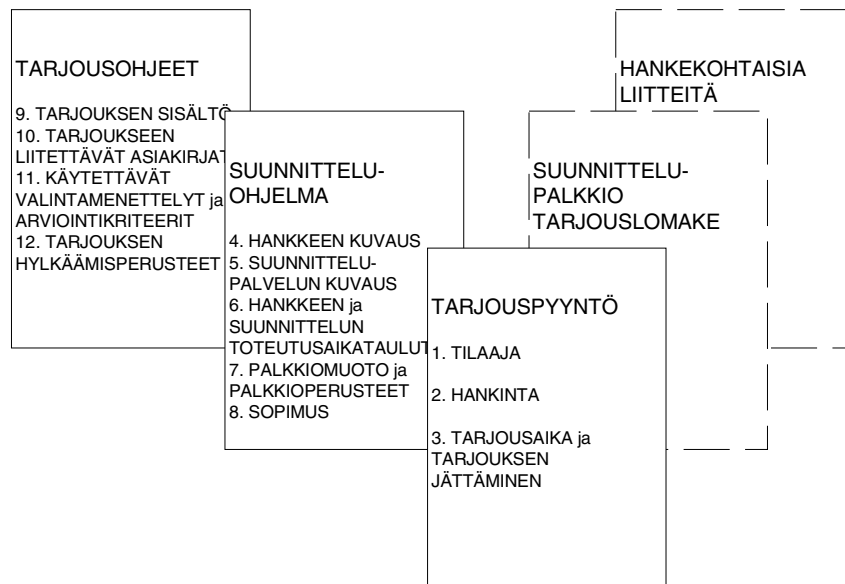 TARJOUSOHJEET
9. TARJOUKSEN SISÄLTÖ
10. TARJOUKSEEN
LIITETTÄVÄT ASIAKIRJAT
11. KÄYTETTÄVÄT
VALINTAMENETTELYT ja
ARVIOINTIKRITEERIT
12. TARJOUKSEN
HYLKÄÄMISPERUSTEET
SUUNNITTELU-
OHJELMA
4. HANKKEEN KUVAUS
5. SUUNNITTELU-
PALVELUN KUVAUS
6. HANKKEEN ja
SUUNNITTELUN
TOTEUTUSAIKATAULUT
7. PALKKIOMUOTO ja
PALKKIOPERUSTEET
8. SOPIMUS
TARJOUSPYYNTÖ
1. TILAAJA
2. HANKINTA
3. TARJOUSAIKA ja
TARJOUKSEN
JÄTTÄMINEN
SUUNNITTELU-
PALKKIO
TARJOUSLOMAKE
HANKEKOHTAISIA
LIITTEITÄ